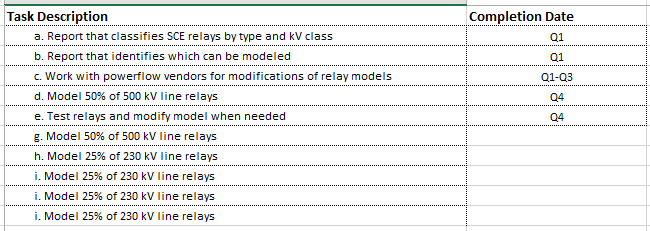 Task Description Completion Date
a. Report that classifies SCE relays by type and kV class Q1
b. Report that identifies which can be modeled Q1
c. Work with powerflow vendors for modifications of relay models Q1-Q3
d. Model 50% of 500 kV line relays Q4
e. Test relays and modify model when needed Q4
g. Model 50% of 500 kV line relays
h. Model 25% of 230 kV line relays
i. Model 25% of 230 kV line relays
i. Model 25% of 230 kV line relays
i. Model 25% of 230 kV line relays